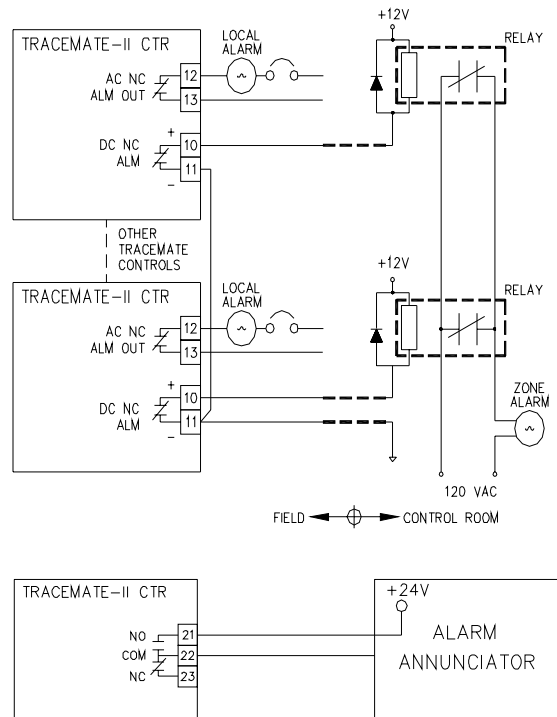 TRACEMATE-II CTR
AC NC
ALM OUT
12
13
+
DC NC
ALM
-
10
11
LOCAL
ALARM
+12V
RELAY
OTHER
TRACEMATE
CONTROLS
TRACEMATE-II CTR
AC NC
ALM OUT
12
13
+
DC NC
ALM
-
10
11
LOCAL
ALARM
+12V
RELAY
ZONE
ALARM
120 VAC
FIELD
CONTROL ROOM
TRACEMATE-II CTR
NO
COM
NC
21
22
23
+24V
ALARM
ANNUNCIATOR